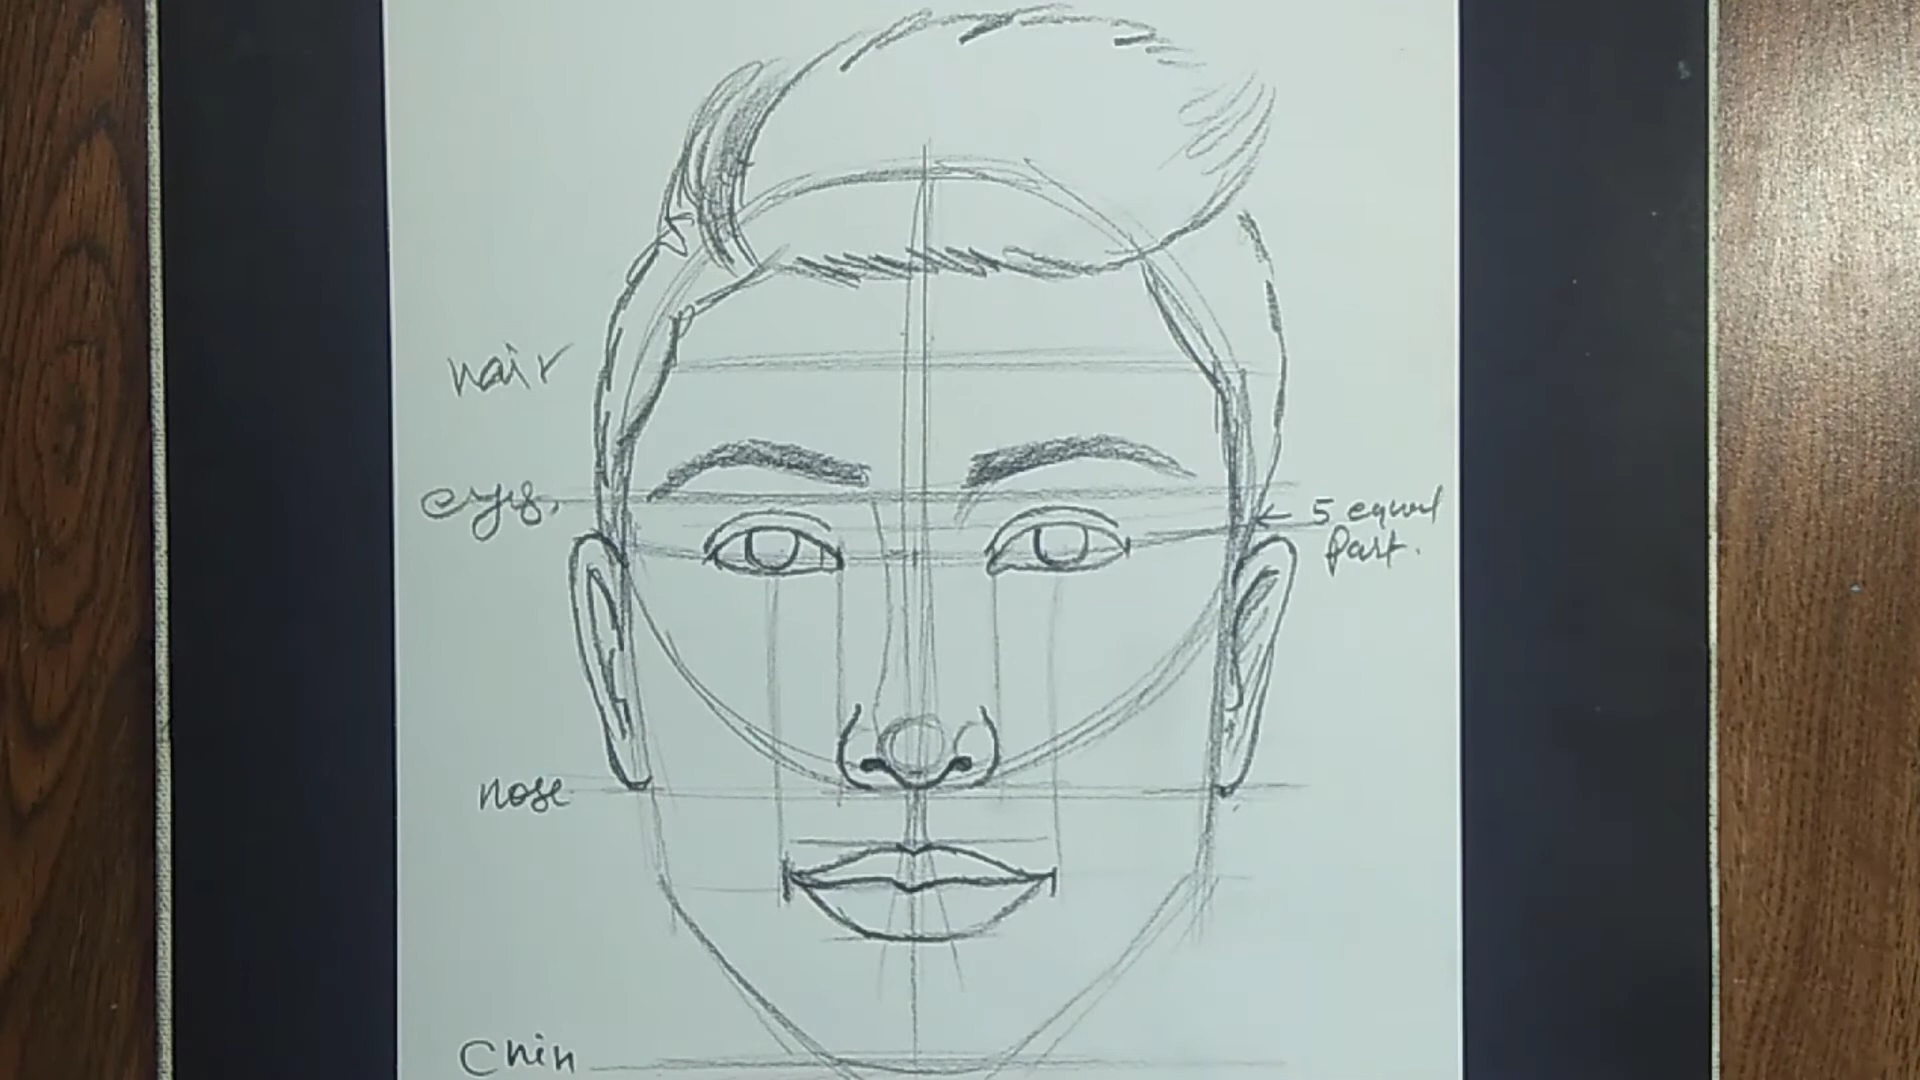 hair
eyes,
← 5 equal
Part.
nose
Chin